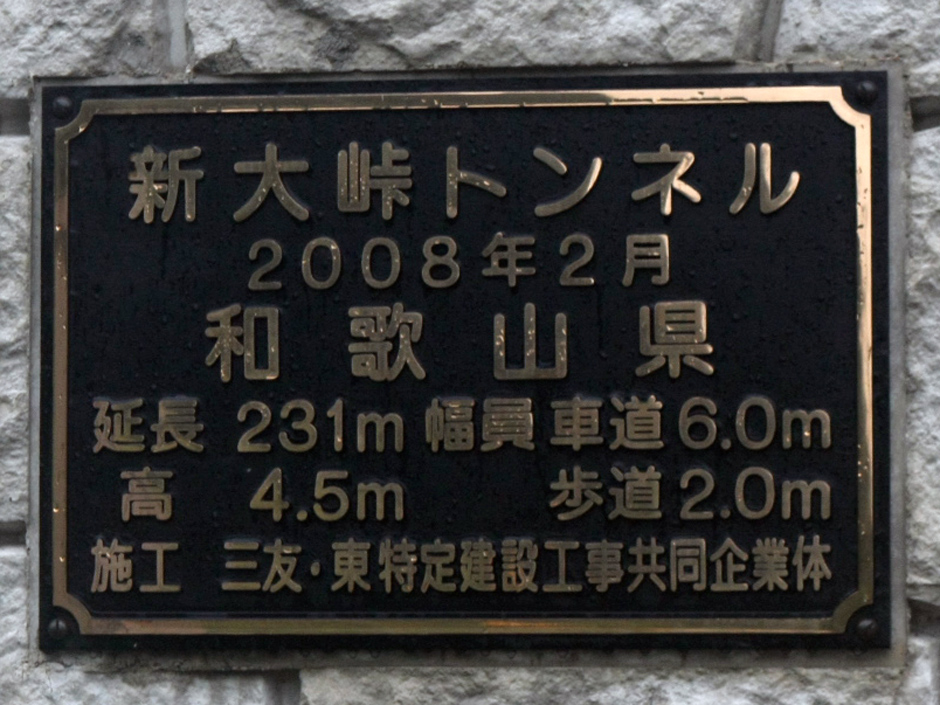 新大峠トンネル
2008年2月
和歌山県
延長 231m 幅員 車道 6.0m
高 4.5m 歩道 2.0m
施工 三友・東特定建設工事共同企業体